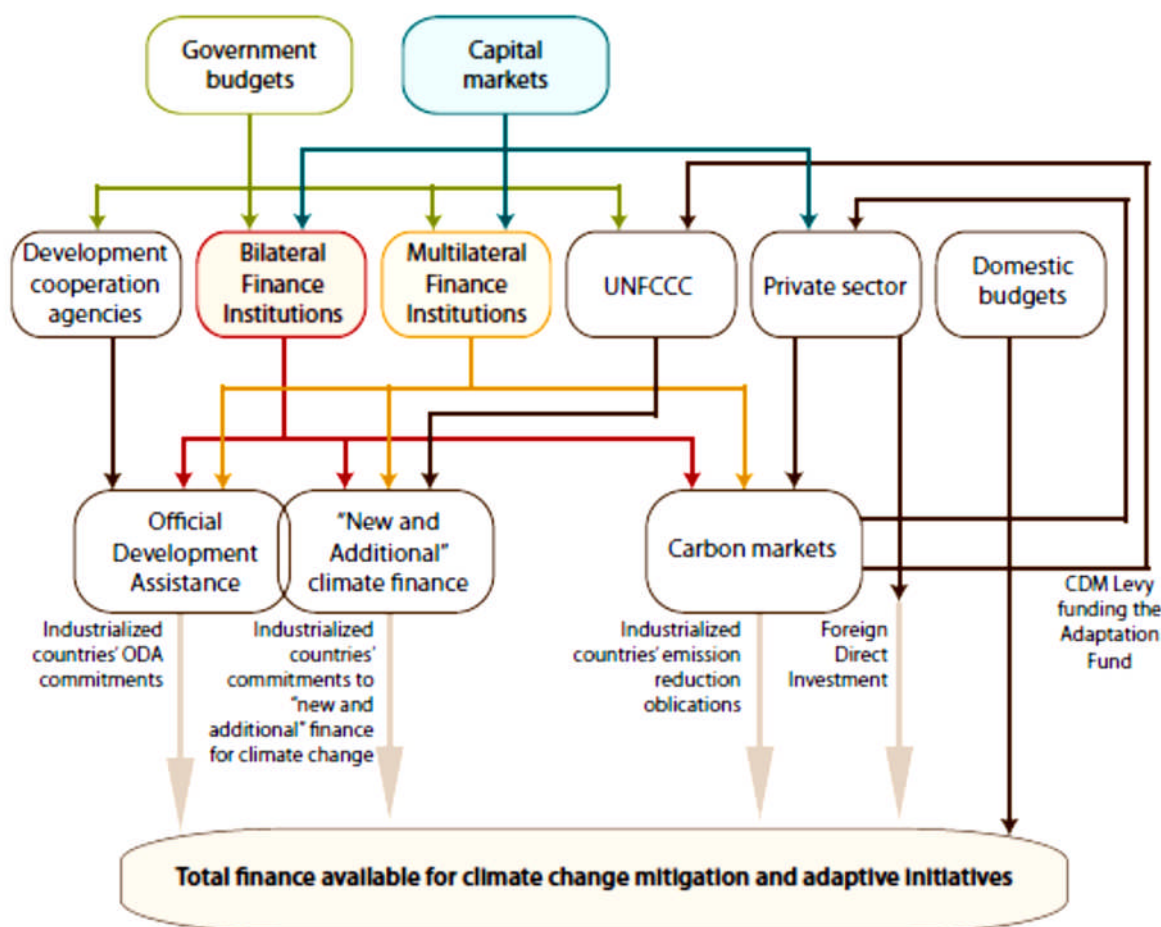 Government
budgets
Capital
markets
Development
cooperation
agencies
Bilateral
Finance
Institutions
Multilateral
Finance
Institutions
UNFCCC
Private sector
Domestic
budgets
Official
Development
Assistance
“New and
Additional”
climate finance
Carbon markets
CDM Levy
funding the
Adaptation
Fund
Industrialized
countries’ ODA
commitments
Industrialized
countries’
commitments to
“new and
additional” finance
for climate change
Industrialized
countries’ emission
reduction
oblications
Foreign
Direct
Investment
Total finance available for climate change mitigation and adaptive initiatives